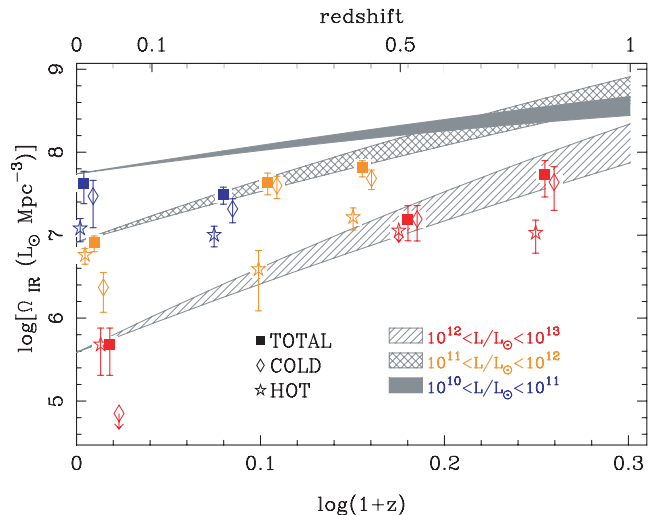 redshift
0 0.1 0.5 1
9
8
7
6
5
log[Ω IR (L⊙ Mpc⁻³)]
TOTAL
COLD
HOT
10¹²<L/L⊙<10¹³
10¹¹<L/L⊙<10¹²
10¹⁰<L/L⊙<10¹¹
0 0.1 0.2 0.3
log(1+z)